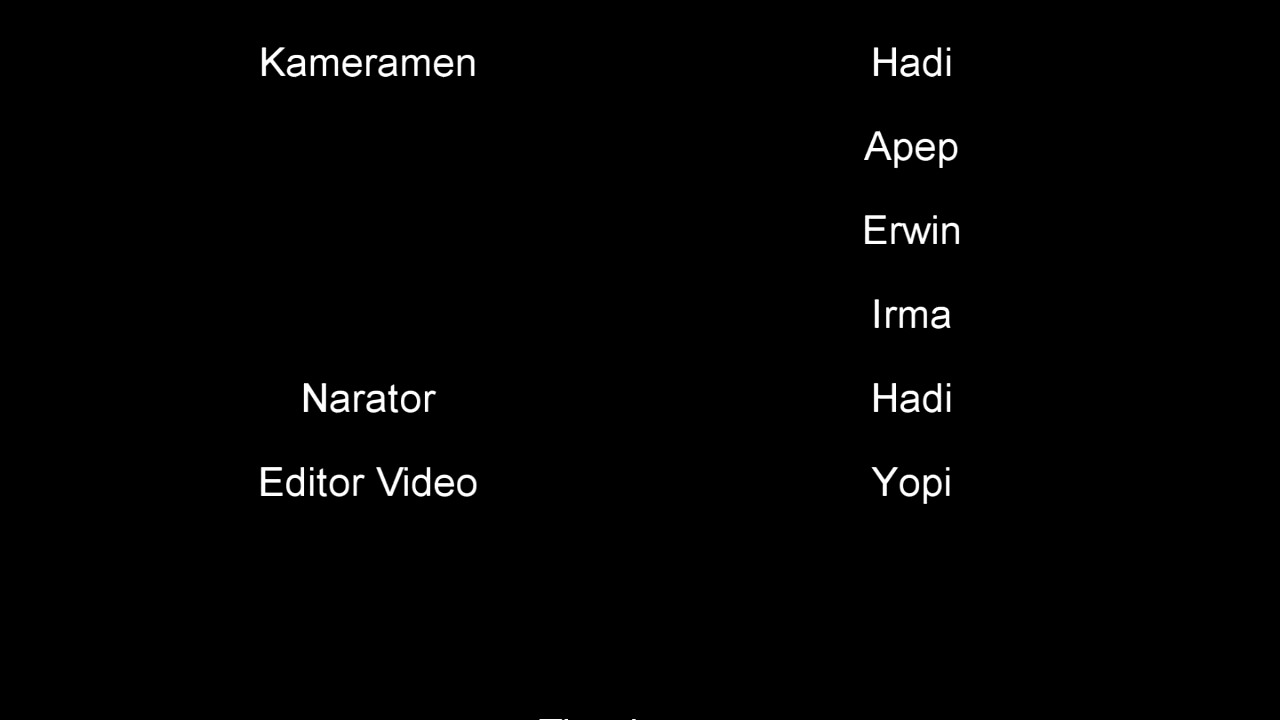 Kameramen Hadi
Apep
Erwin
Irma
Narator Hadi
Editor Video Yopi